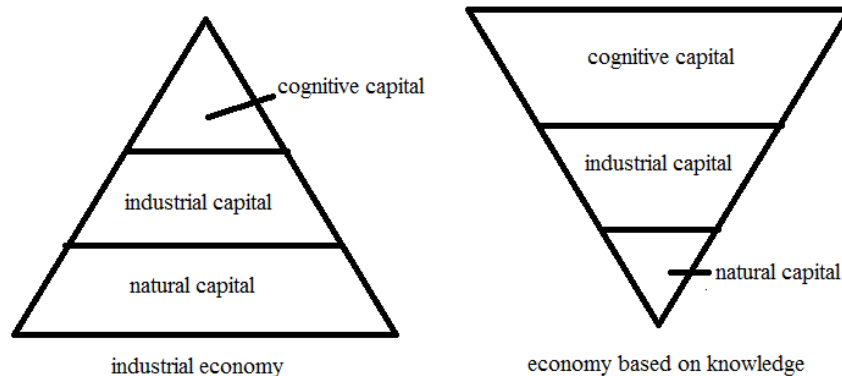 cognitive capital
industrial capital
natural capital
industrial economy
cognitive capital
industrial capital
natural capital
economy based on knowledge